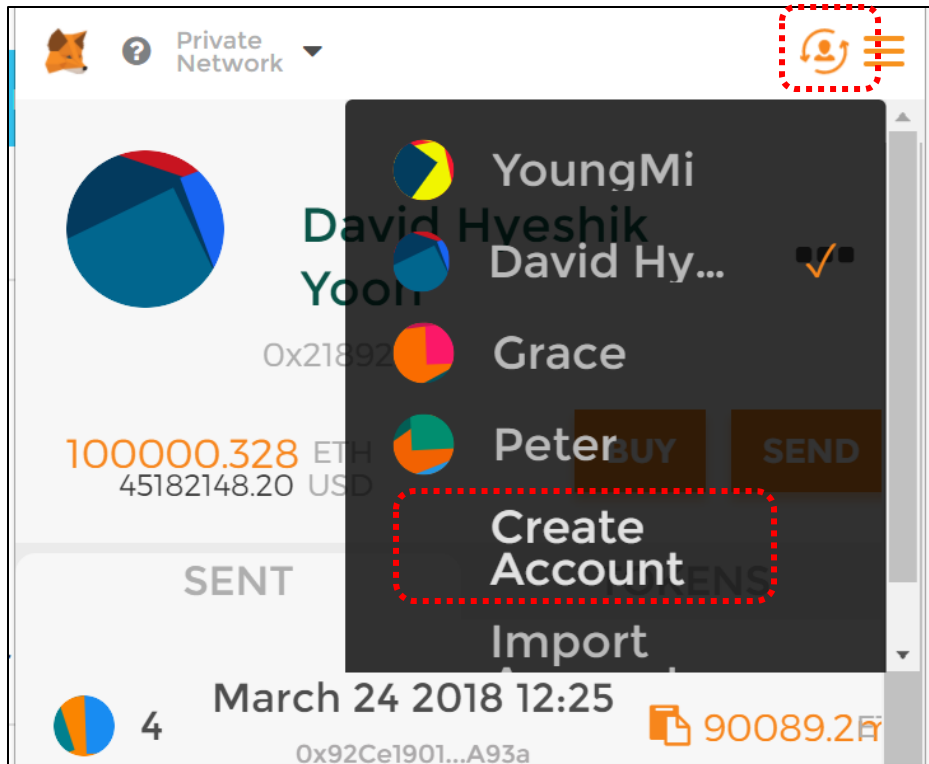 ?
Private
Network
YoungMi
David Hyeshik
Yoon
David Hy...
0x21892
Grace
100000.328 ETH
45182148.20 USD
Peter
BUY
SEND
Create
Account
SENT
TOKENS
Import
March 24 2018 12:25
4
90089.2
0x92Ce1901...A93a